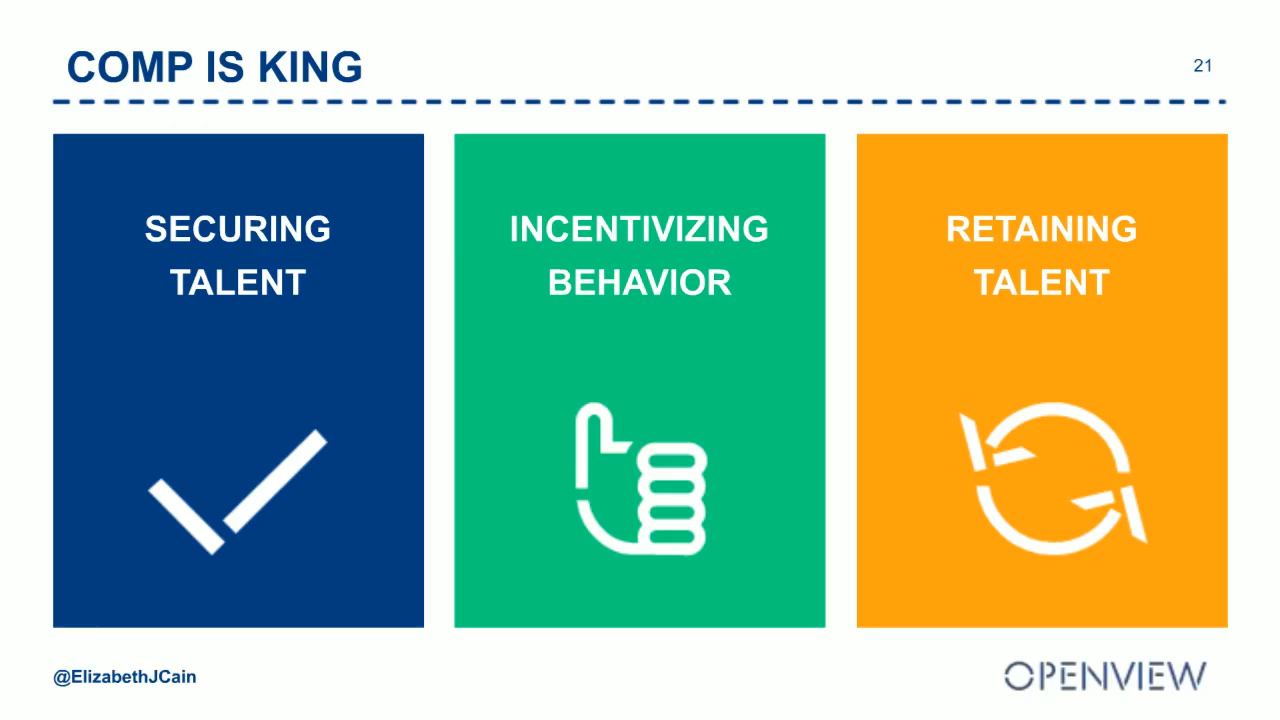 COMP IS KING
21
SECURING
TALENT
INCENTIVIZING
BEHAVIOR
RETAINING
TALENT
@ElizabethJCain
OPENVIEW